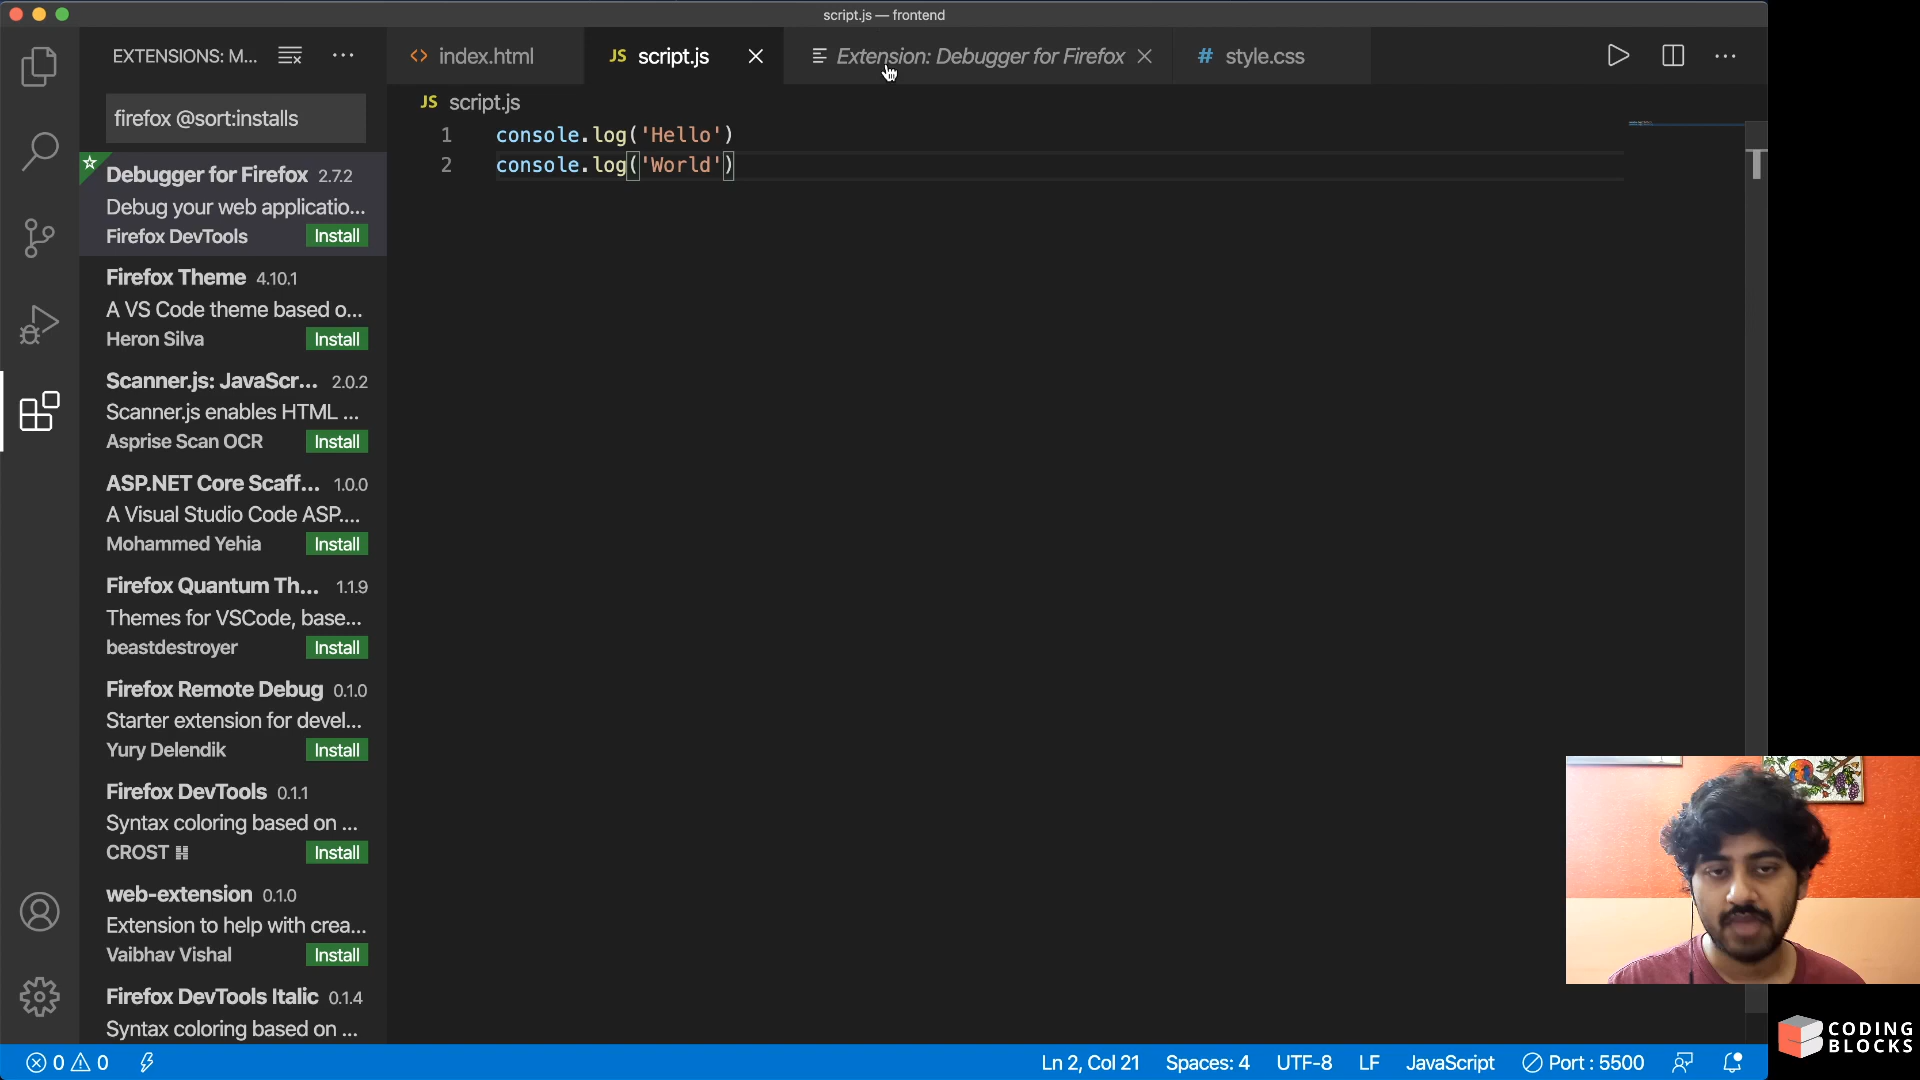 script.js — frontend
EXTENSIONS: M...
firefox @sort:installs
Debugger for Firefox 2.7.2
Debug your web applicatio...
Firefox DevTools Install
Firefox Theme 4.10.1
A VS Code theme based o...
Heron Silva Install
Scanner.js: JavaScr... 2.0.2
Scanner.js enables HTML ...
Asprise Scan OCR Install
ASP.NET Core Scaff... 1.0.0
A Visual Studio Code ASP....
Mohammed Yehia Install
Firefox Quantum Th... 1.1.9
Themes for VSCode, base...
beastdestroyer Install
Firefox Remote Debug 0.1.0
Starter extension for devel...
Yury Delendik Install
Firefox DevTools 0.1.1
Syntax coloring based on ...
CROST Install
web-extension 0.1.0
Extension to help with crea...
Vaibhav Vishal Install
Firefox DevTools Italic 0.1.4
Syntax coloring based on ...
<> index.html JS script.js Extension: Debugger for Firefox # style.css
JS script.js
1 console.log('Hello')
2 console.log('World')
0 0 Ln 2, Col 21 Spaces: 4 UTF-8 LF JavaScript Port : 5500
CODING
BLOCKS